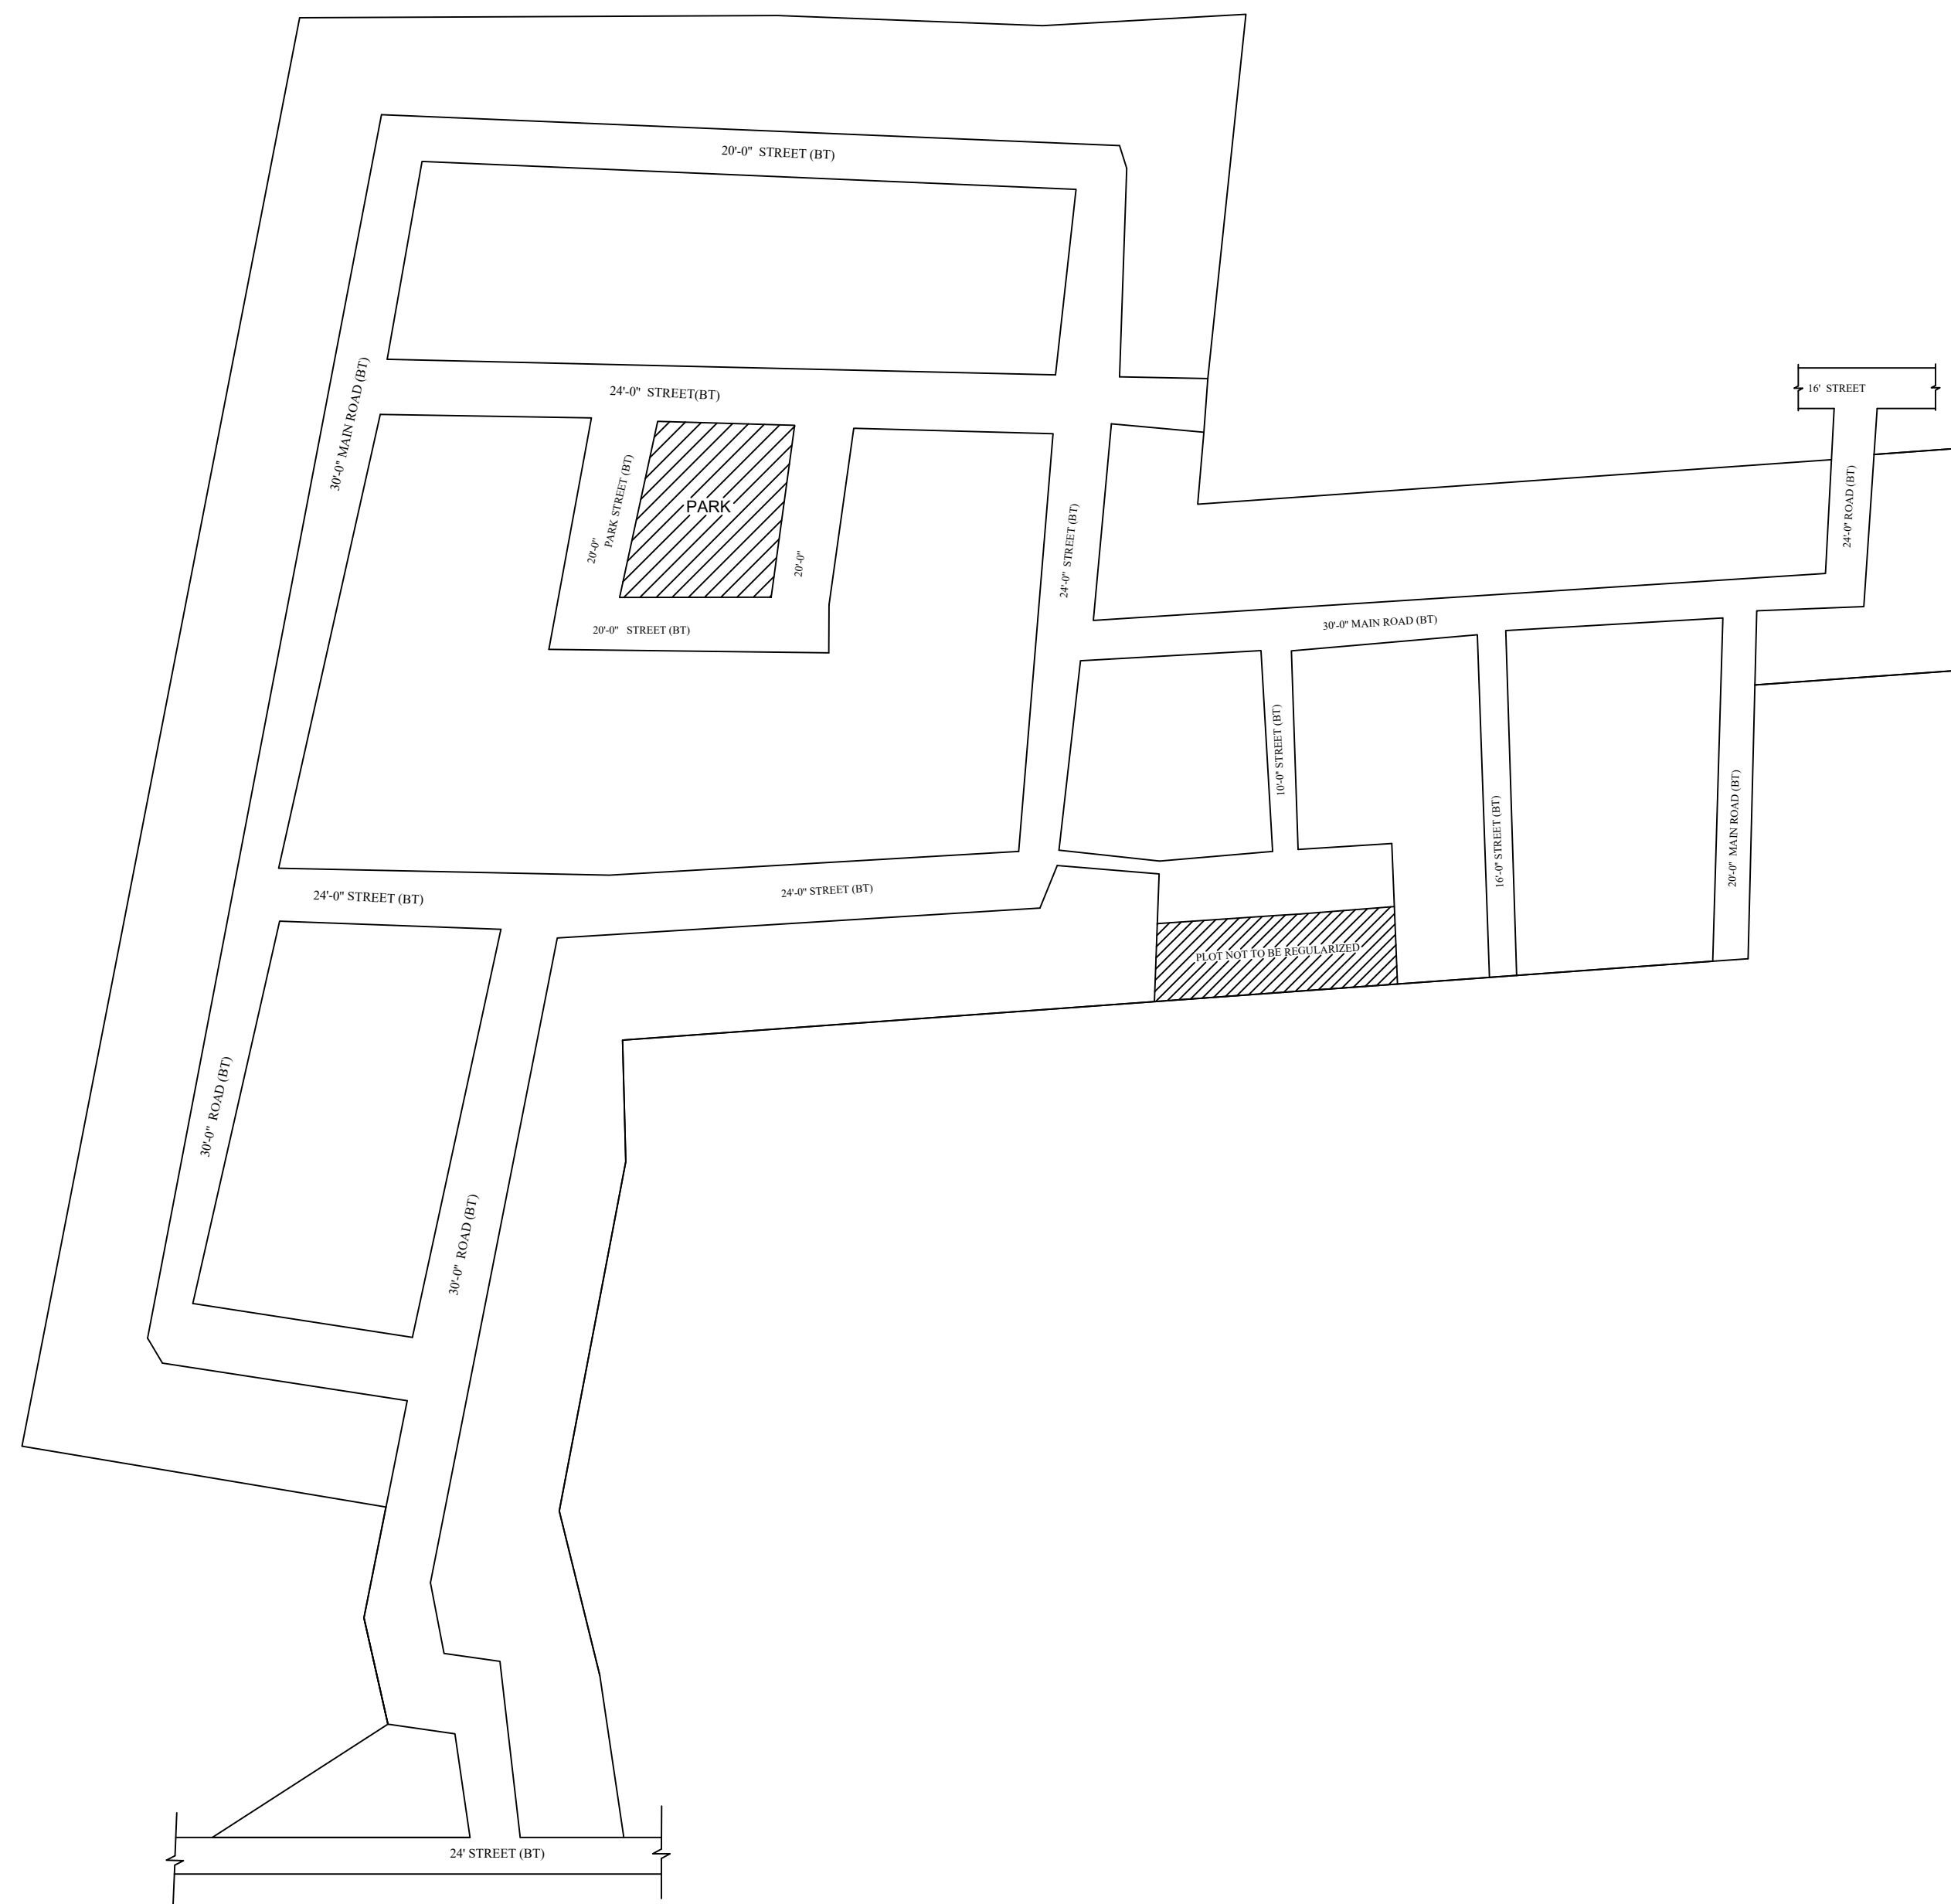 20'-0" STREET (BT)
24'-0" STREET(BT)
30'-0" MAIN ROAD (BT)
16' STREET
20'-0"
PARK STREET (BT)
PARK
20'-0"
24'-0" STREET (BT)
24'-0" ROAD (BT)
20'-0" STREET (BT)
30'-0" MAIN ROAD (BT)
10'-0" STREET (BT)
16'-0" STREET (BT)
20'-0" MAIN ROAD (BT)
24'-0" STREET (BT)
24'-0" STREET (BT)
PLOT NOT TO BE REGULARIZED
30'-0" ROAD (BT)
30'-0" ROAD (BT)
24' STREET (BT)